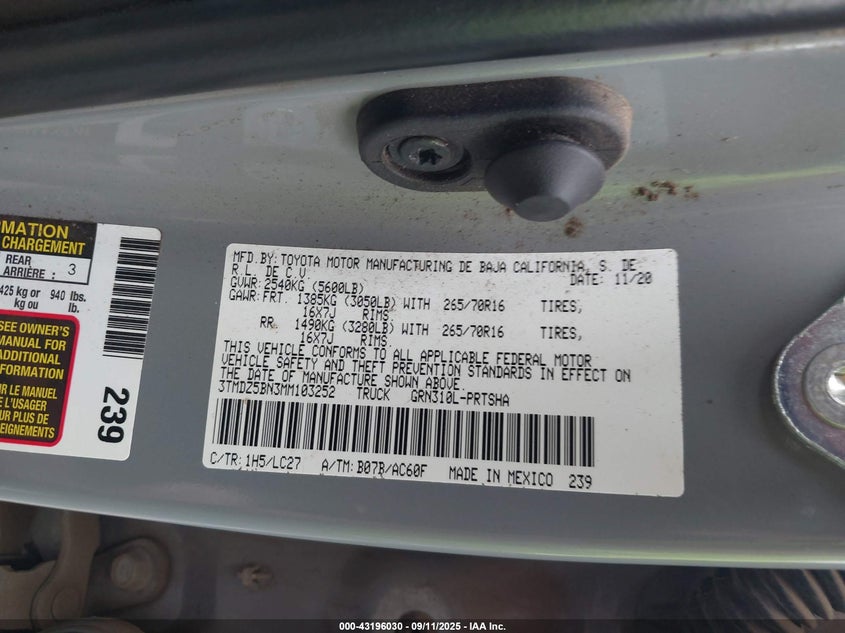 RMATION
CHARGEMENT
REAR
ARRIÈRE : 3
425 kg or 940 lbs.
kg ou lb.
SEE OWNER'S
MANUAL FOR
ADDITIONAL
INFORMATION
LE MANUEL
L'USAGER
PLUS DE
SEIGNEMENTS
239
MFD.BY:TOYOTA MOTOR MANUFACTURING DE BAJA CALIFORNIA, S. DE
R.L. DE C.V. DATE: 11/20
GVWR:2540KG (5600LB)
GAWR:FRT. 1385KG (3050LB) WITH 265/70R16 TIRES,
16X7J RIMS,
RR. 1490KG (3280LB) WITH 265/70R16 TIRES,
16X7J RIMS,
THIS VEHICLE CONFORMS TO ALL APPLICABLE FEDERAL MOTOR
VEHICLE SAFETY AND THEFT PREVENTION STANDARDS IN EFFECT ON
THE DATE OF MANUFACTURE SHOWN ABOVE.
3TMDZ5BN3MM103252 TRUCK GRN310L-PRTSHA
C/TR:1H5/LC27 A/TM:B07B/AC60F MADE IN MEXICO 239
000-43196030 - 09/11/2025 - IAA Inc.